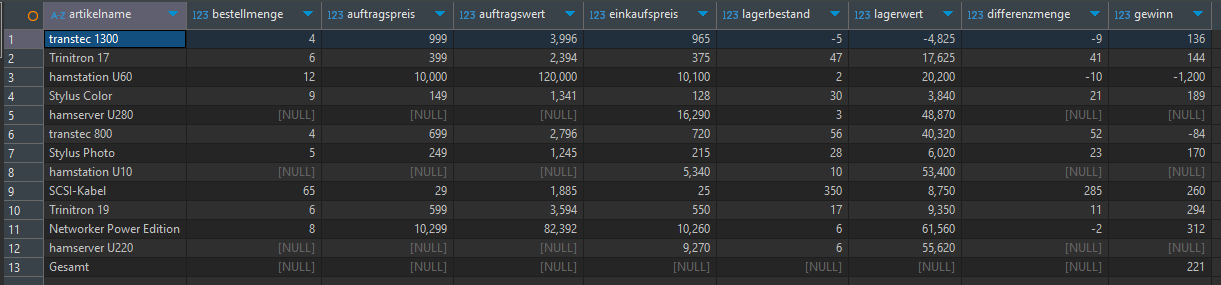 A-Z artikelname 123 bestellmenge 123 auftragspreis 123 auftragswert 123 einkaufspreis 123 lagerbestand 123 lagerwert 123 differenzmenge 123 gewinn
1 transtec 1300 4 999 3,996 965 -5 -4,825 -9 136
2 Trinitron 17 6 399 2,394 375 47 17,625 41 144
3 hamstation U60 12 10,000 120,000 10,100 2 20,200 -10 -1,200
4 Stylus Color 9 149 1,341 128 30 3,840 21 189
5 hamserver U280 [NULL] [NULL] [NULL] 16,290 3 48,870 [NULL] [NULL]
6 transtec 800 4 699 2,796 720 56 40,320 52 -84
7 Stylus Photo 5 249 1,245 215 28 6,020 23 170
8 hamstation U10 [NULL] [NULL] [NULL] 5,340 10 53,400 [NULL] [NULL]
9 SCSI-Kabel 65 29 1,885 25 350 8,750 285 260
10 Trinitron 19 6 599 3,594 550 17 9,350 11 294
11 Networker Power Edition 8 10,299 82,392 10,260 6 61,560 -2 312
12 hamserver U220 [NULL] [NULL] [NULL] 9,270 6 55,620 [NULL] [NULL]
13 Gesamt [NULL] [NULL] [NULL] [NULL] [NULL] [NULL] [NULL] 221